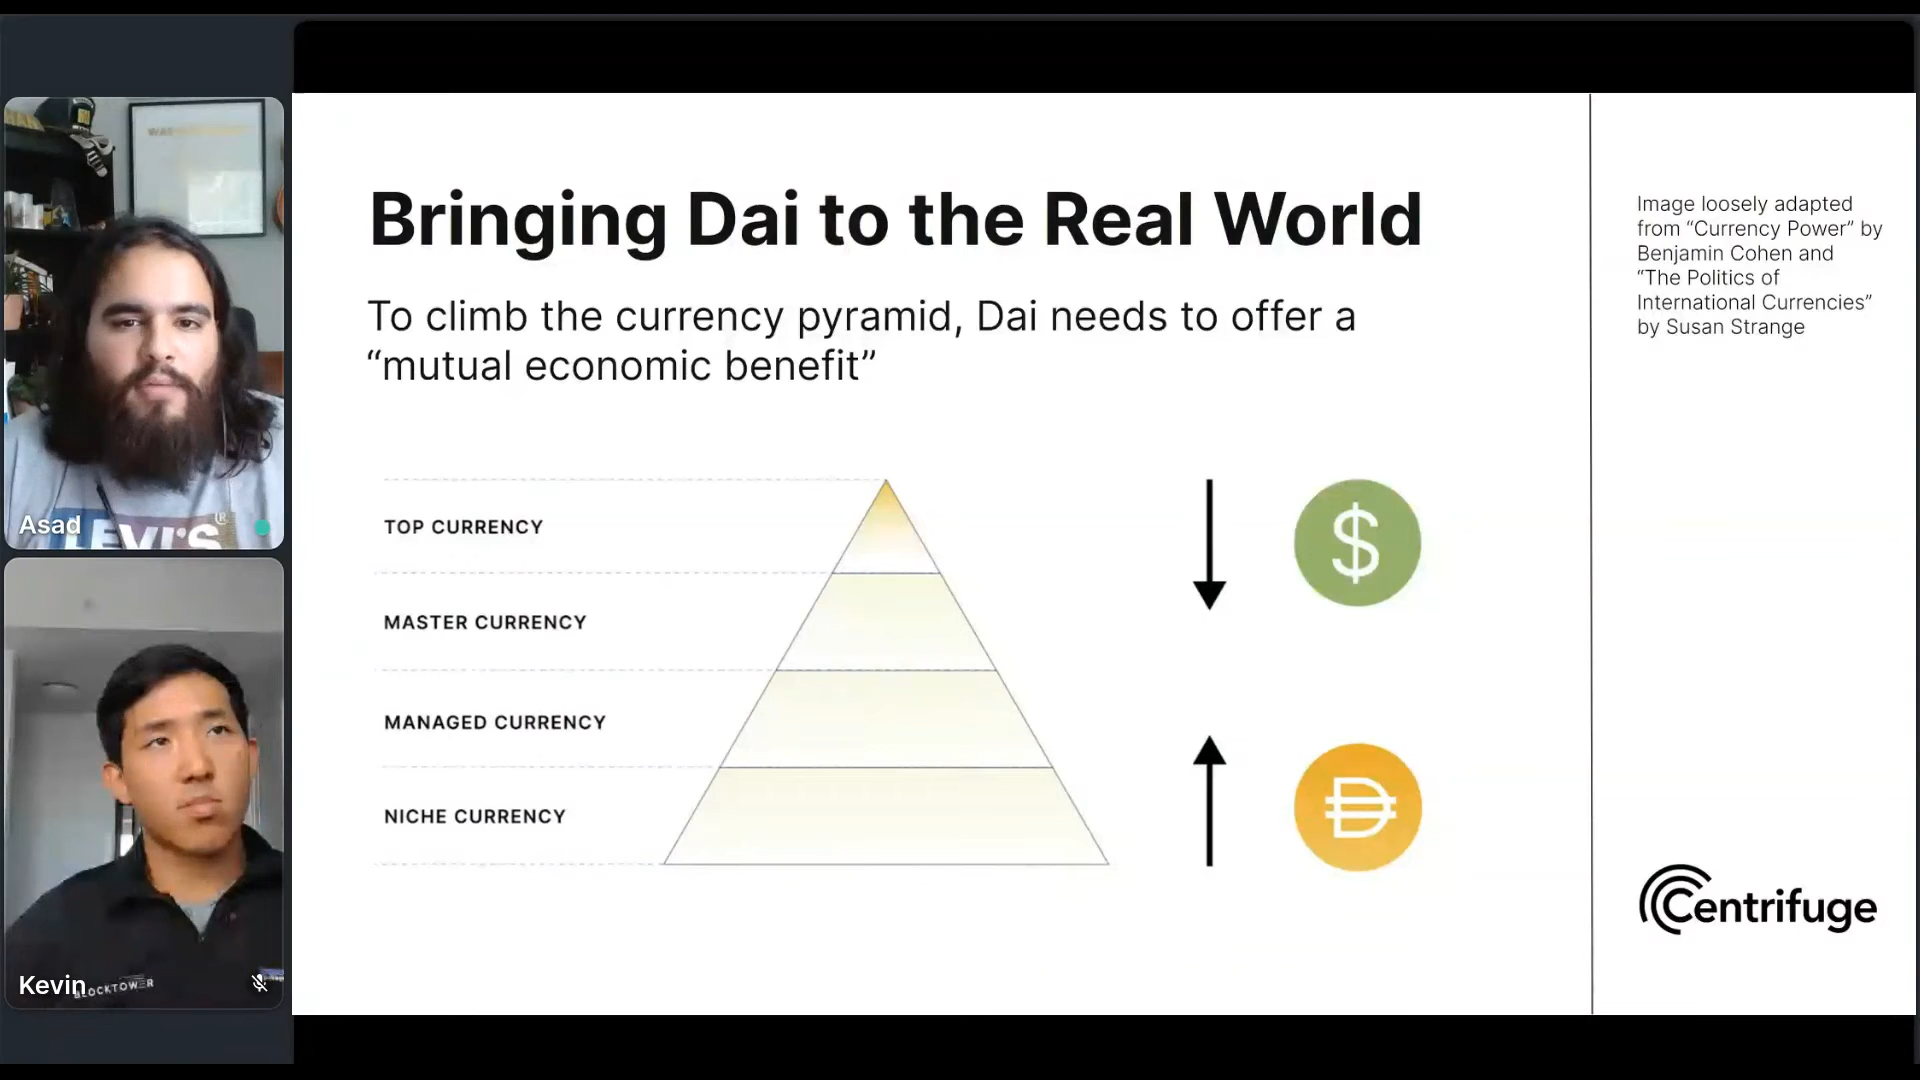 Bringing Dai to the Real World
To climb the currency pyramid, Dai needs to offer a
“mutual economic benefit”
TOP CURRENCY
MASTER CURRENCY
MANAGED CURRENCY
NICHE CURRENCY
$
Image loosely adapted
from “Currency Power” by
Benjamin Cohen and
“The Politics of
International Currencies”
by Susan Strange
Centrifuge
Asad
LEVI'S®
Kevin
BLOCKTOWER